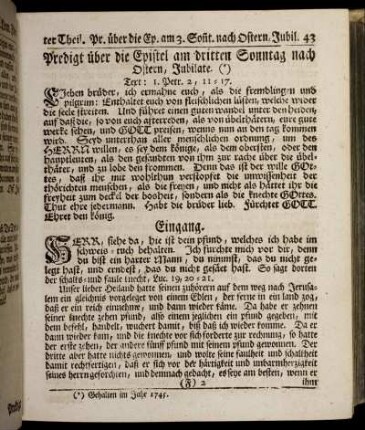 ter Theil. Pr. über die Ep. am 3. Soñt. nach Ostern. Jubil. 43
Predigt über die Epistel am dritten Sonntag nach
Ostern, Jubilate. (*)
Text: 1. Petr. 2, 11-17.
Lieben brüder, ich ermahne euch, als die fremdlingen und
pilgrim: Enthaltet euch von fleischlichen lüsten, welche wider
die seele streiten. Und führet einen guten wandel unter den heiden,
auf daß die, so von euch afterreden, als von übelthätern, eure gute
werke sehen, und GOTT preisen, wenns nun an den tag kommen
wird. Seyd unterthan aller menschlichen ordnung, um des
HERRN willen, es sey dem könige, als dem obersten, oder den
hauptleuten, als den gesandten von ihm zur rache über die übel-
thäter, und zu lobe den frommen. Denn das ist der wille GOt-
tes, daß ihr mit wohlthun verstopfet die unwissenheit der
thörichten menschen, als die freyen, und nicht als hättet ihr die
freyheit zum deckel der bosheit, sondern als die knechte GOttes.
Thut ehre jedermann. Habt die brüder lieb. Fürchtet GOTT.
Ehret den könig.
Eingang.
HERR, siehe da, hie ist dein pfund, welches ich habe im
schweis-tuch behalten. Ich fürchte mich vor dir, denn
du bist ein harter Mann, du nimmst, das du nicht ge-
legt hast, und erndest, das du nicht gesäet hast. So sagt dorten
der schalks- und faule knecht, Luc. 19, 20. 21.
Unser lieber Heiland hatte seinen zuhörern auf dem weg nach Jerusa-
lem ein gleichnis vorgeleget von einem Edlen, der ferne in ein land zog,
daß er ein reich einnehme, und dann wieder käme. Da habe er zehnen
seiner knechte zehen pfund, also einem jeglichen ein pfund gegeben, mit
dem befehl, handelt, wuchert damit, bis daß ich wieder komme. Da er
dann wieder kam, und die knechte vor sich forderte zur rechnung, so hatte
der erste zehen, der andere fünff pfund mit seinem pfund gewonnen. Der
dritte aber hatte nichts gewonnen, und wolte seine faulheit und schalkheit
damit rechtfertigen, daß er sich vor der härtigkeit und unbarmherzigkeit
seines herrn geforchten, und demnach gedacht, es seye am besten, wenn er
(F) 2 ihm
(*) Gehalten im Jahr 1745.